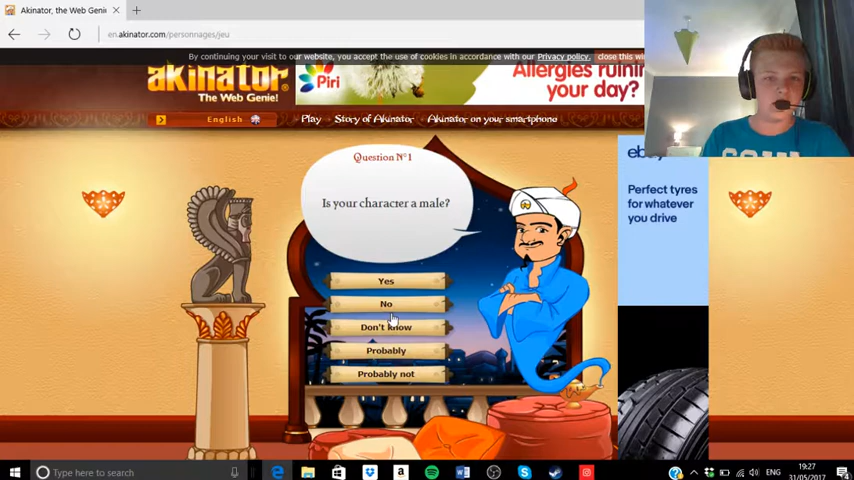 Akinator, the Web Genie!
en.akinator.com/personnages/jeu
By continuing your visit to our website, you accept the use of cookies in accordance with our Privacy policy. close this wi
akinator®
The Web Genie!
Piri
Allergies ruinin
your day?
English
Play
Story of Akinator
Akinator on your smartphone
Question N°1
Is your character a male?
Yes
No
Don't know
Probably
Probably not
Perfect tyres
for whatever
you drive
Type here to search
ENG
19:27
31/05/2017